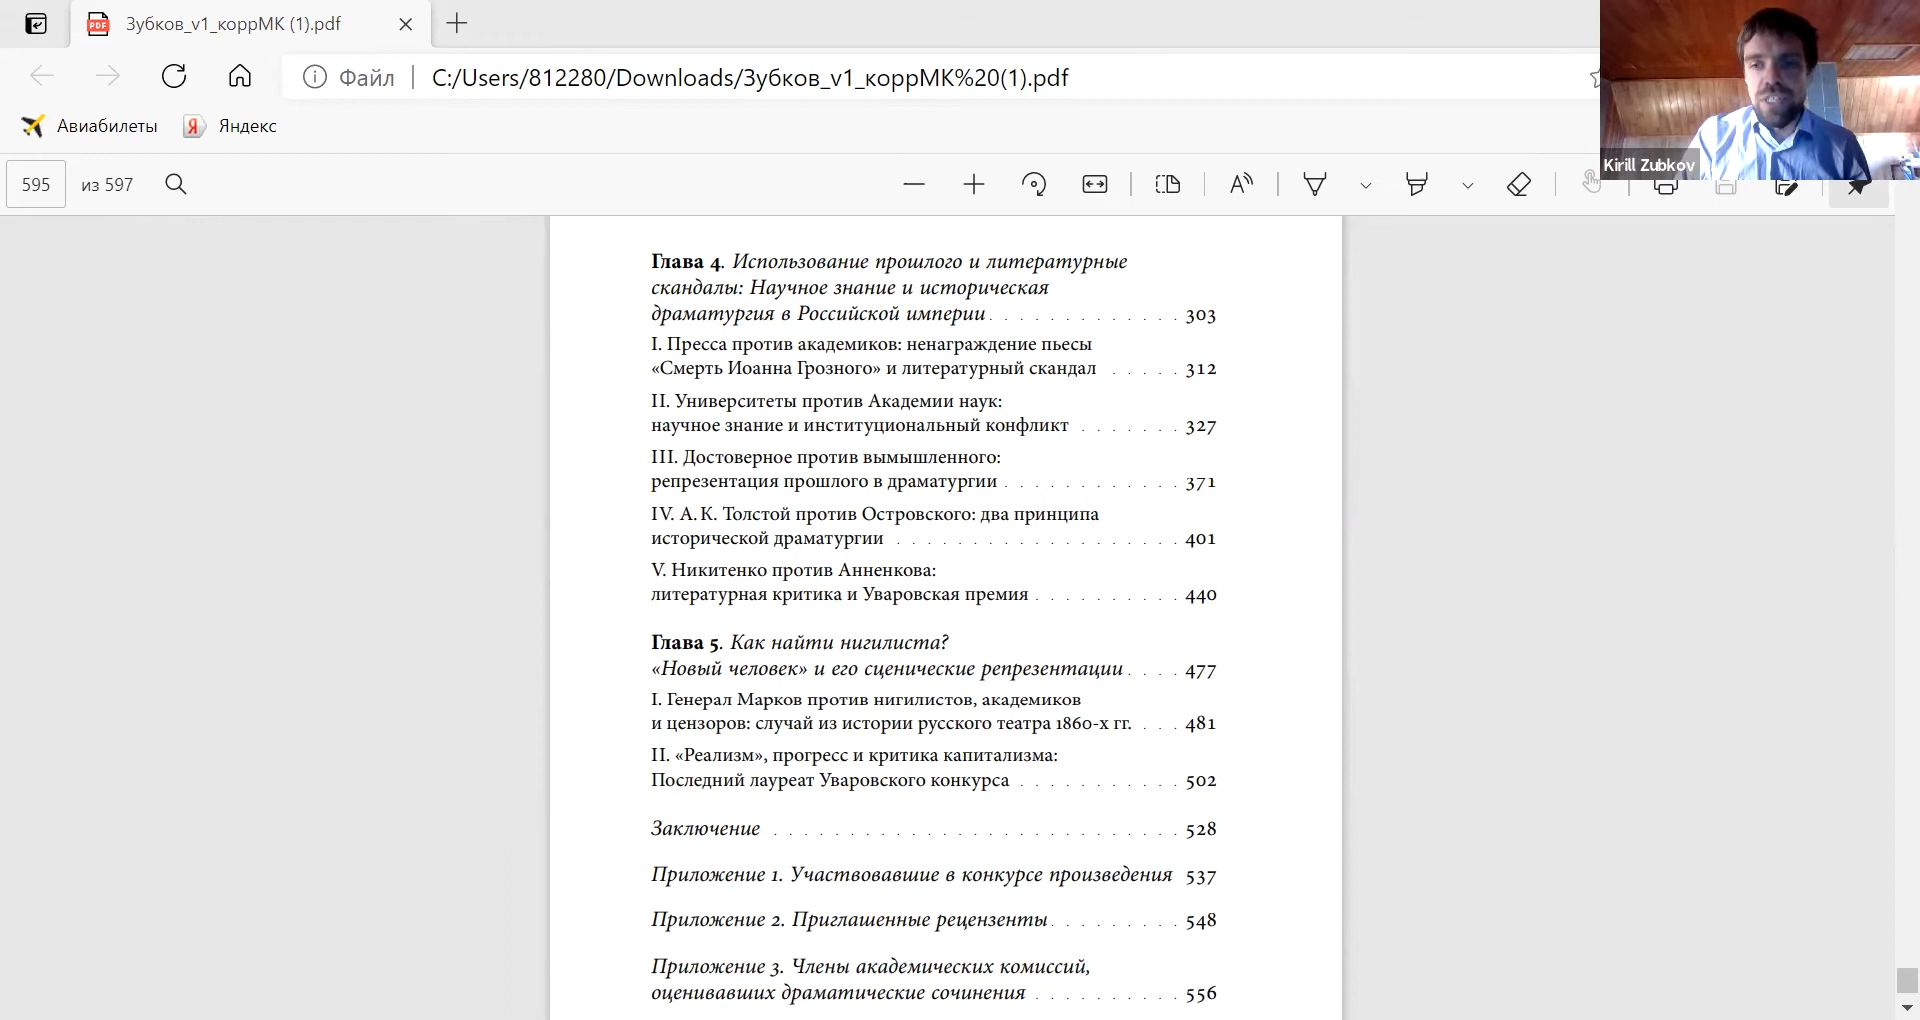 Зубков_v1_коррМК (1).pdf
Файл
C:/Users/812280/Downloads/Зубков_v1_коррМК%20(1).pdf
Авиабилеты
Яндекс
Kirill Zubkov
595 из 597
Глава 4. Использование прошлого и литературные
скандалы: Научное знание и историческая
драматургия в Российской империи . . . . . . . . . . . . . 303
I. Пресса против академиков: ненаграждение пьесы
«Смерть Иоанна Грозного» и литературный скандал . . . . . 312
II. Университеты против Академии наук:
научное знание и институциональный конфликт . . . . . . . 327
III. Достоверное против вымышленного:
репрезентация прошлого в драматургии . . . . . . . . . . . . 371
IV. А. К. Толстой против Островского: два принципа
исторической драматургии . . . . . . . . . . . . . . . . . . . 401
V. Никитенко против Анненкова:
литературная критика и Уваровская премия . . . . . . . . . . 440
Глава 5. Как найти нигилиста?
«Новый человек» и его сценические репрезентации . . . . 477
I. Генерал Марков против нигилистов, академиков
и цензоров: случай из истории русского театра 1860-х гг. . . . 481
II. «Реализм», прогресс и критика капитализма:
Последний лауреат Уваровского конкурса . . . . . . . . . . . 502
Заключение . . . . . . . . . . . . . . . . . . . . . . . . . . . 528
Приложение 1. Участвовавшие в конкурсе произведения 537
Приложение 2. Приглашенные рецензенты . . . . . . . . . 548
Приложение 3. Члены академических комиссий,
оценивавших драматические сочинения . . . . . . . . . . 556